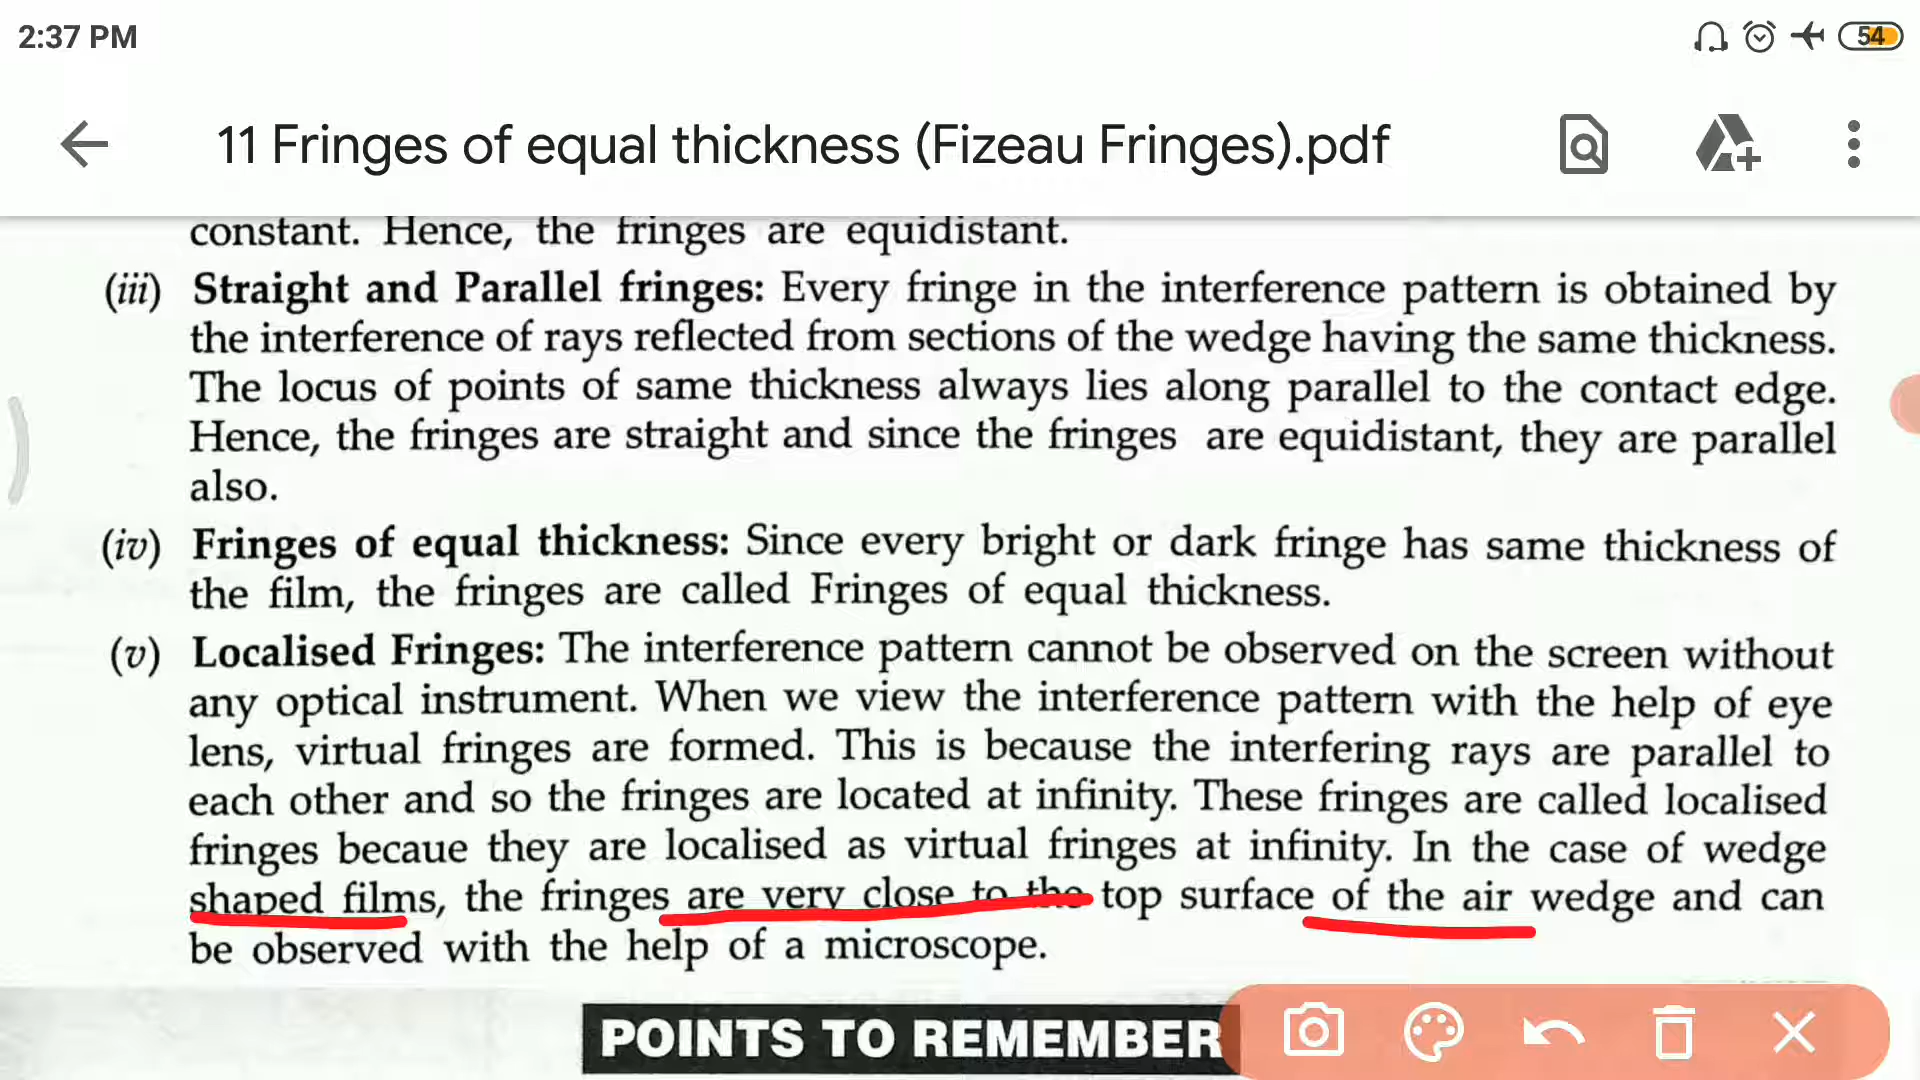 2:37 PM
54
11 Fringes of equal thickness (Fizeau Fringes).pdf
constant. Hence, the fringes are equidistant.
(iii) Straight and Parallel fringes: Every fringe in the interference pattern is obtained by
the interference of rays reflected from sections of the wedge having the same thickness.
The locus of points of same thickness always lies along parallel to the contact edge.
Hence, the fringes are straight and since the fringes are equidistant, they are parallel
also.
(iv) Fringes of equal thickness: Since every bright or dark fringe has same thickness of
the film, the fringes are called Fringes of equal thickness.
(v) Localised Fringes: The interference pattern cannot be observed on the screen without
any optical instrument. When we view the interference pattern with the help of eye
lens, virtual fringes are formed. This is because the interfering rays are parallel to
each other and so the fringes are located at infinity. These fringes are called localised
fringes becaue they are localised as virtual fringes at infinity. In the case of wedge
shaped films, the fringes are very close to the top surface of the air wedge and can
be observed with the help of a microscope.
POINTS TO REMEMBER